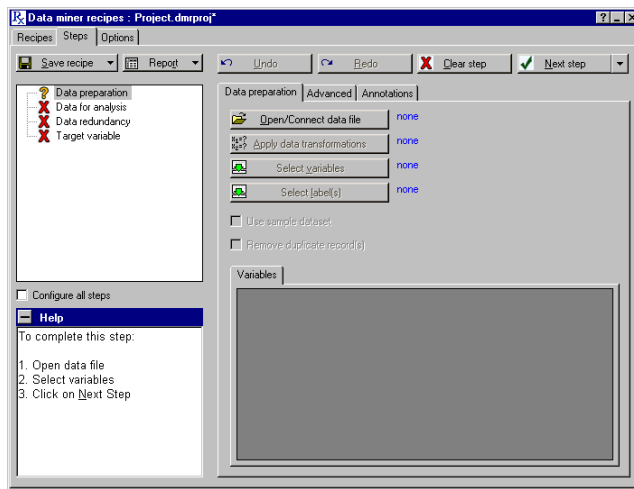 Data miner recipes : Project.dmrproj*
Recipes Steps Options
Save recipe Report Undo Redo Clear step Next step
Data preparation
Data for analysis
Data redundancy
Target variable
Configure all steps
Help
To complete this step:
1. Open data file
2. Select variables
3. Click on Next Step
Data preparation Advanced Annotations
Open/Connect data file none
Apply data transformations none
Select variables none
Select label(s) none
Use sample dataset
Remove duplicate record(s)
Variables